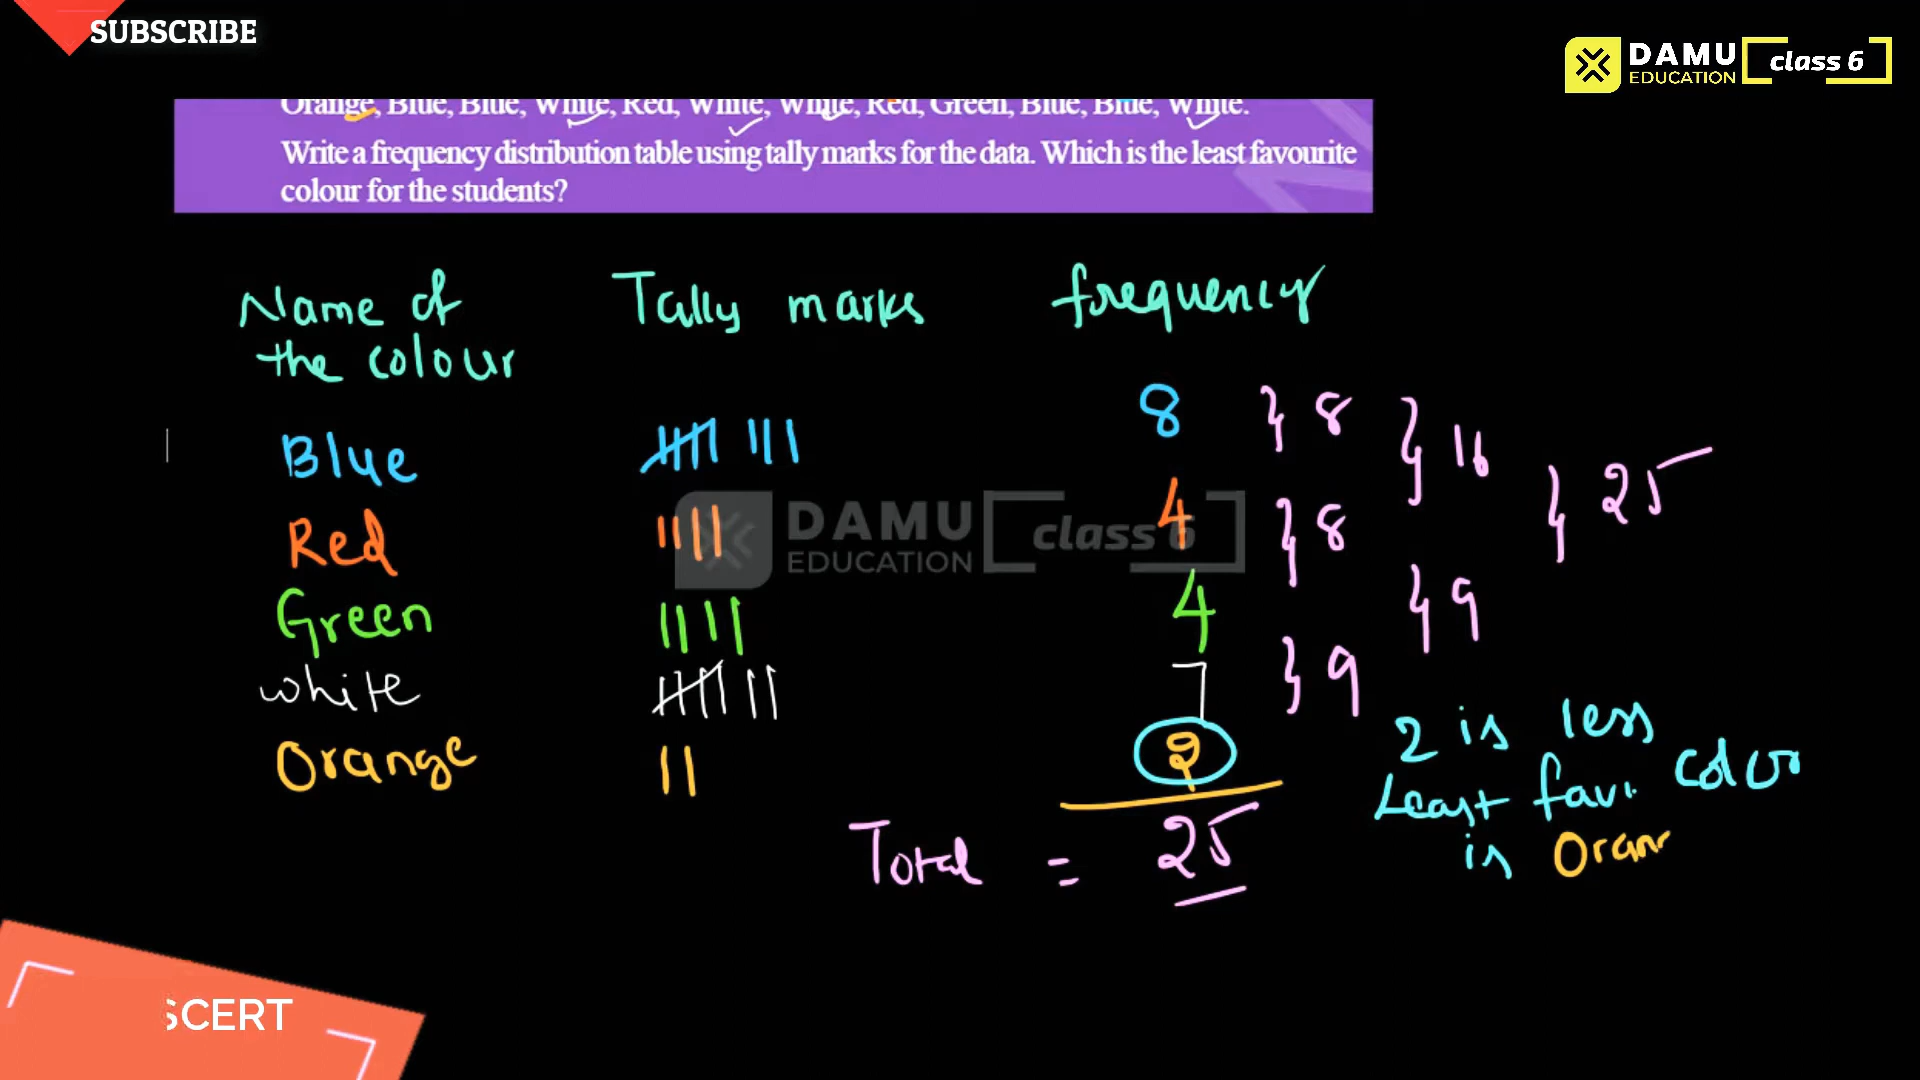 SUBSCRIBE
DAMU
EDUCATION
class 6
Orange, Blue, Blue, White, Red, White, White, Red, Green, Blue, Blue, White.
Write a frequency distribution table using tally marks for the data. Which is the least favourite
colour for the students?
Name of the colour Tally marks frequency
Blue 8 } 8 } 16 } 25
Red 4
Green 4 } 8
white 7 } 9 } 9
Orange 2
Total = 25
2 is less
Least fav. colour
is Oran
DAMU
EDUCATION
class 6
SCERT